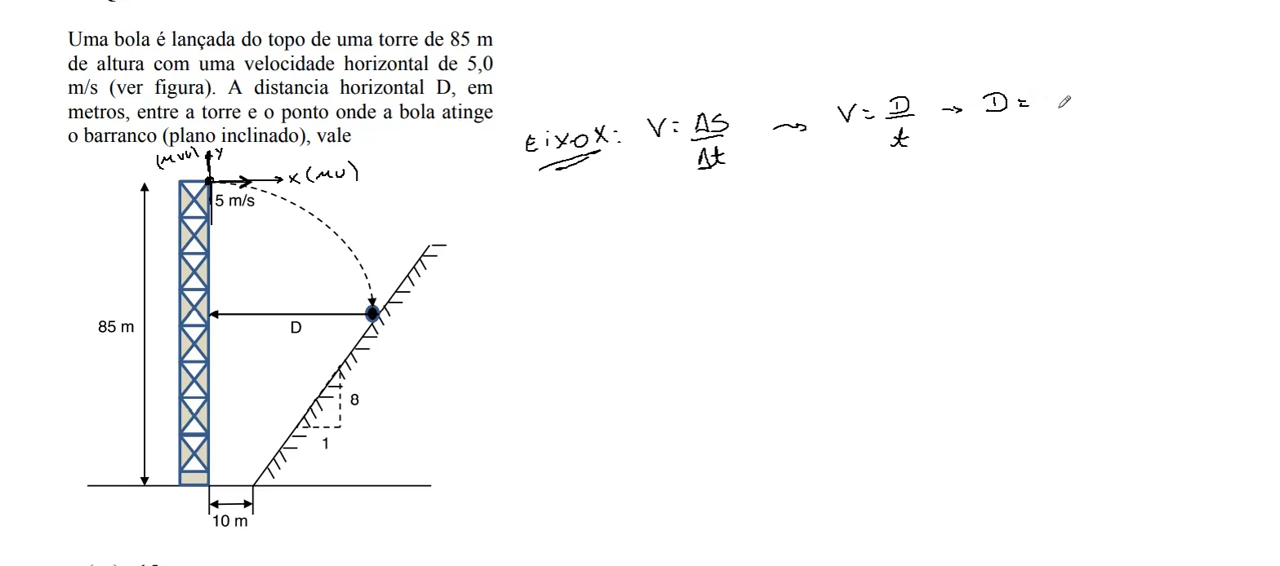 Uma bola é lançada do topo de uma torre de 85 m
de altura com uma velocidade horizontal de 5,0
m/s (ver figura). A distancia horizontal D, em
metros, entre a torre e o ponto onde a bola atinge
o barranco (plano inclinado), vale
EixO X: V = ΔS/Δt → V = D/t → D =
(MUV) Y
X (MU)
5 m/s
85 m
D
8
1
10 m